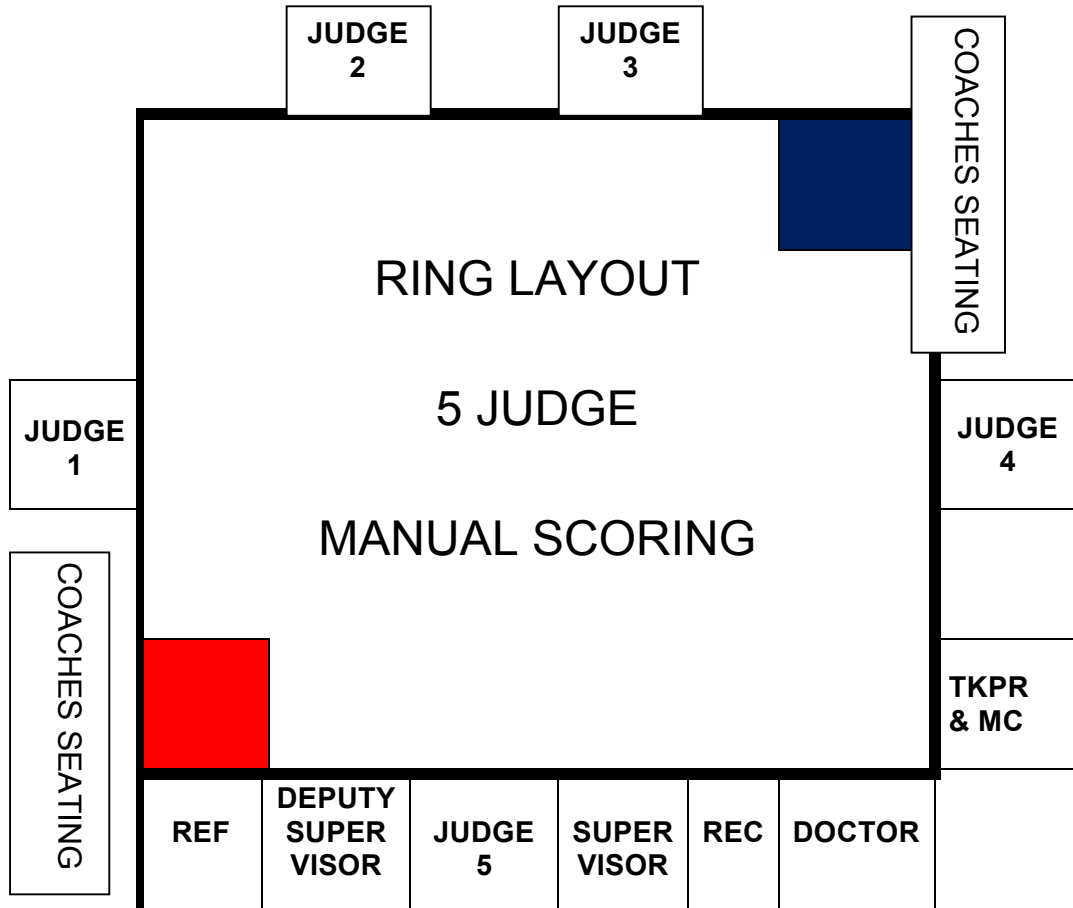 JUDGE
2
JUDGE
3
COACHES SEATING
RING LAYOUT
5 JUDGE
MANUAL SCORING
JUDGE
1
JUDGE
4
COACHES SEATING
TKPR
& MC
REF
DEPUTY
SUPER
VISOR
JUDGE
5
SUPER
VISOR
REC
DOCTOR